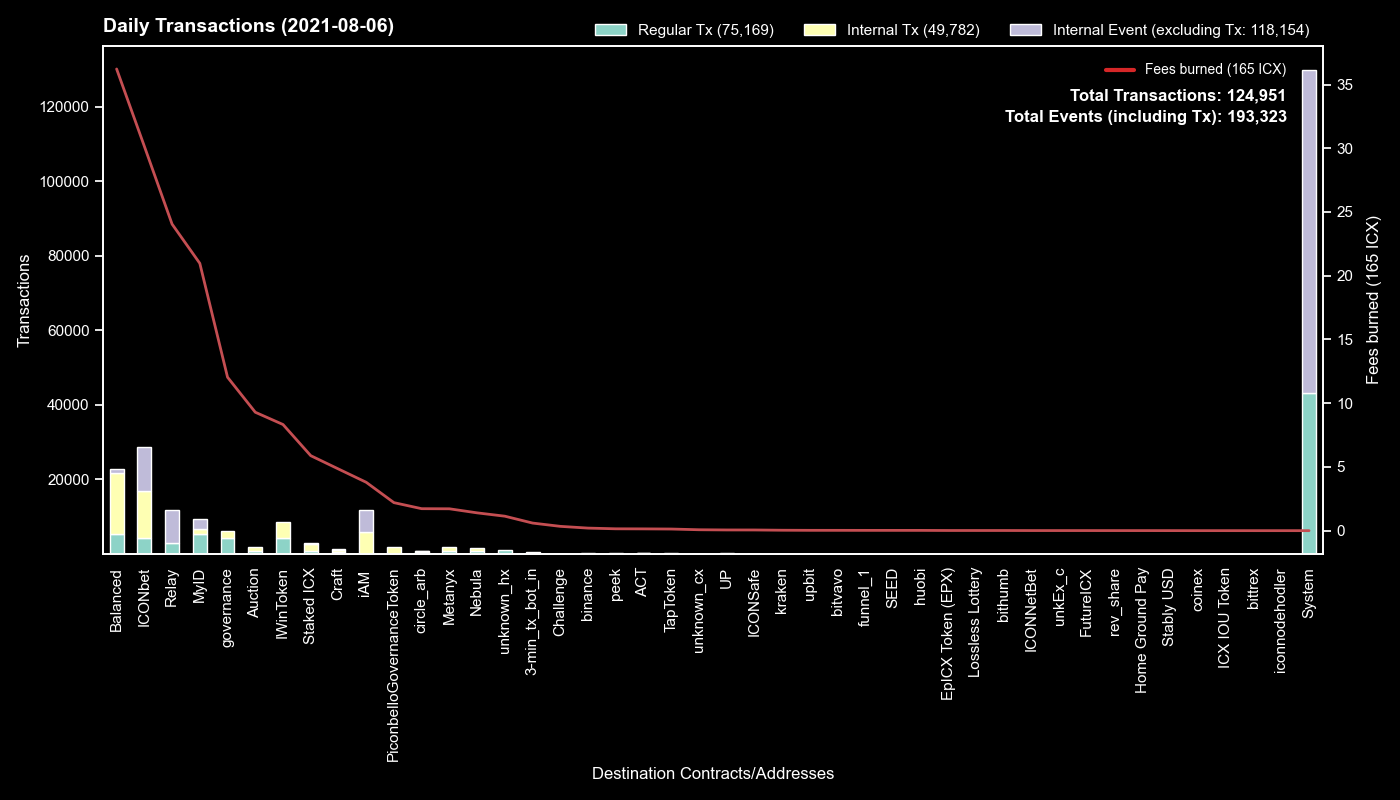 Daily Transactions (2021-08-06)
Regular Tx (75,169)
Internal Tx (49,782)
Internal Event (excluding Tx: 118,154)
Fees burned (165 ICX)
Total Transactions: 124,951
Total Events (including Tx): 193,323
Transactions
120000
100000
80000
60000
40000
20000
35
30
25
20
15
10
5
0
Fees burned (165 ICX)
Balanced
ICONbet
Relay
MyID
governance
Auction
IWinToken
Staked ICX
Craft
iAM
PiconbelloGovernanceToken
circle_arb
Metanyx
Nebula
unknown_hx
3-min_tx_bot_in
Challenge
binance
peek
ACT
TapToken
unknown_cx
UP
ICONSafe
kraken
upbit
bitvavo
funnel_1
SEED
huobi
EpICX Token (EPX)
Lossless Lottery
bithumb
ICONNetBet
unkEx_c
FutureICX
rev_share
Home Ground Pay
Stably USD
coinex
ICX IOU Token
bittrex
iconnodehodler
System
Destination Contracts/Addresses